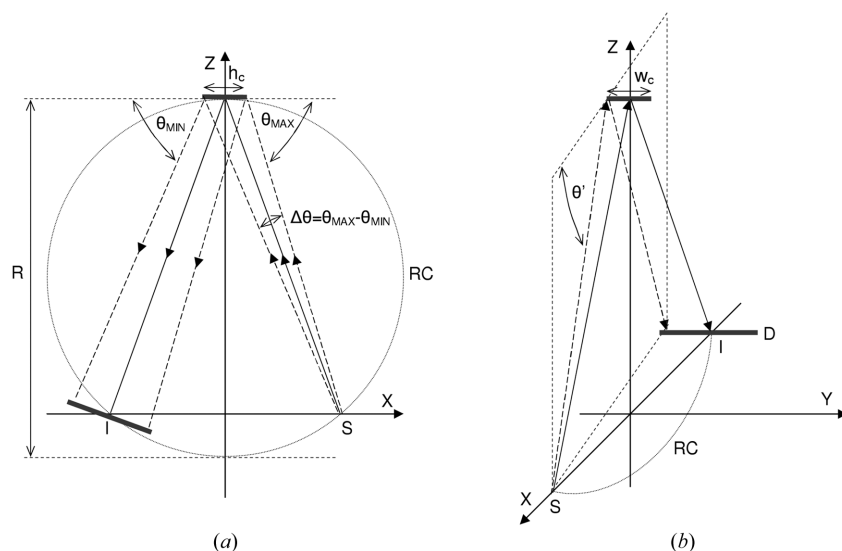 Z
h_c
θ_MIN
θ_MAX
Δθ=θ_MAX-θ_MIN
R
RC
X
I
S
(a)
Z
w_c
θ'
D
I
Y
RC
X
S
(b)